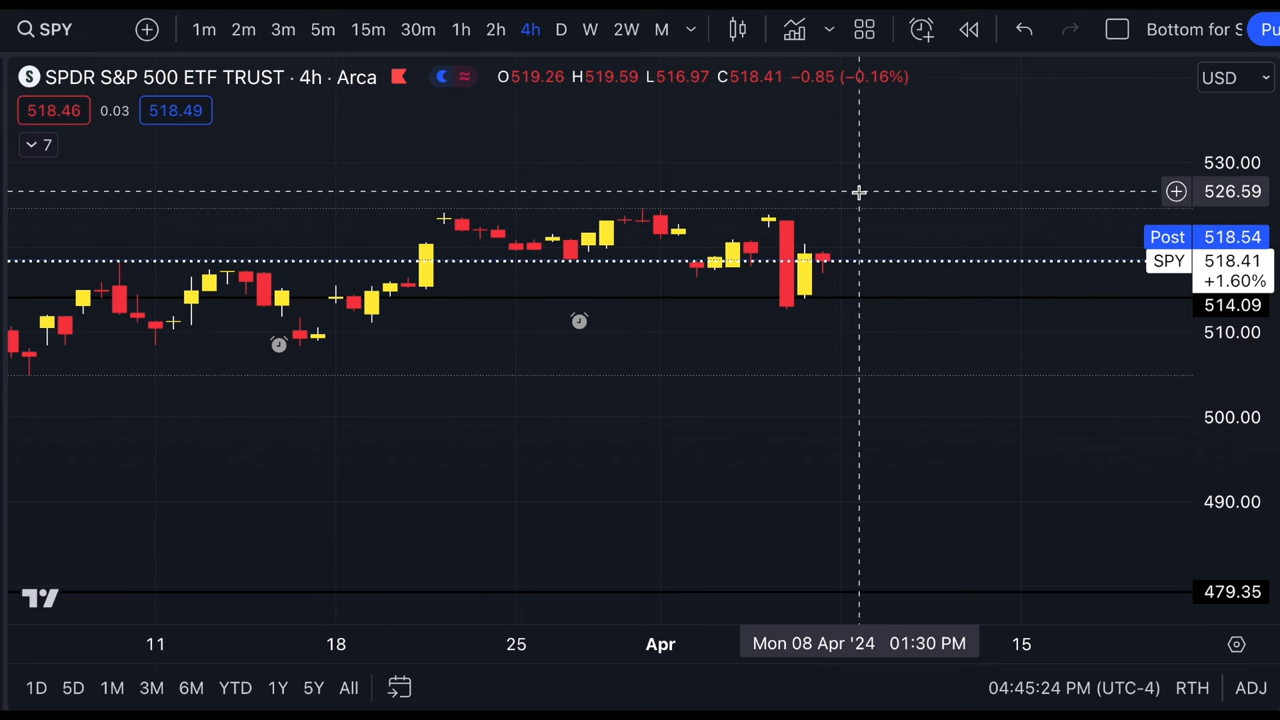 SPY 1m 2m 3m 5m 15m 30m 1h 2h 4h D W 2W M Bottom for S Pu
S SPDR S&P 500 ETF TRUST · 4h · Arca O519.26 H519.59 L516.97 C518.41 −0.85 (−0.16%) USD
518.46 0.03 518.49
7
530.00
526.59
Post 518.54
SPY 518.41
+1.60%
514.09
510.00
500.00
490.00
479.35
11 18 25 Apr Mon 08 Apr '24 01:30 PM 15
1D 5D 1M 3M 6M YTD 1Y 5Y All 04:45:24 PM (UTC-4) RTH ADJ